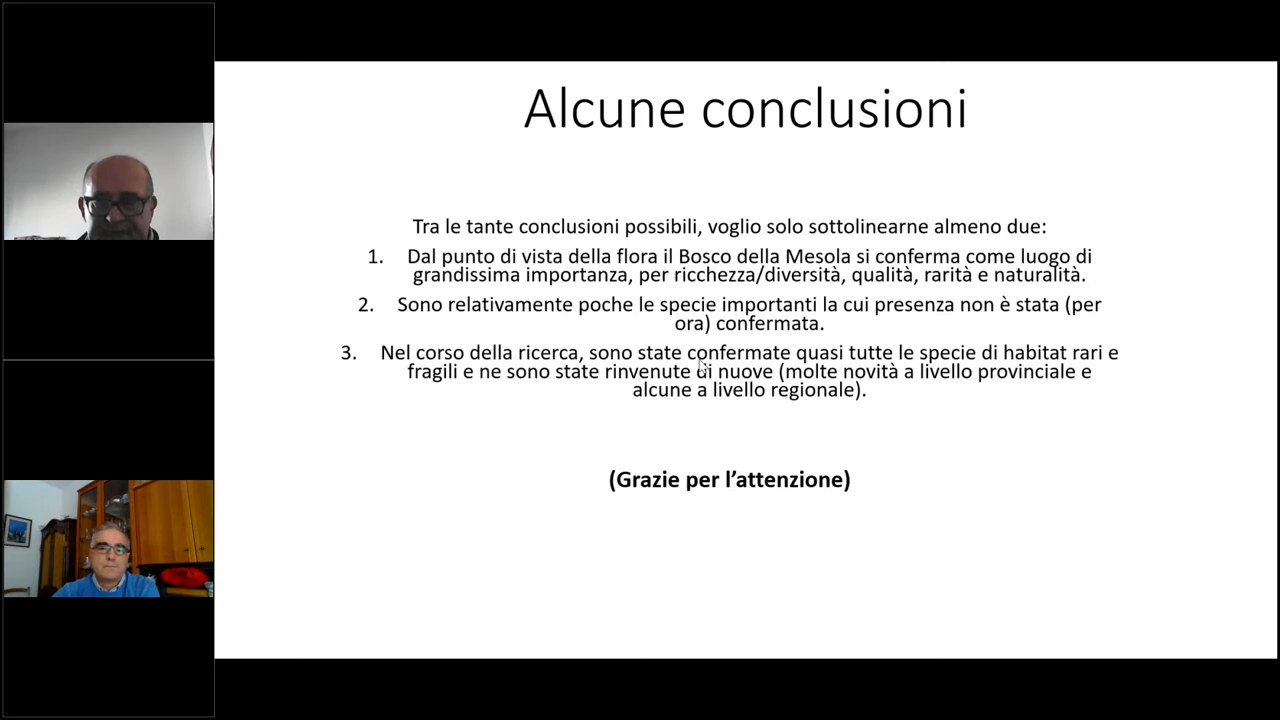 Alcune conclusioni
Tra le tante conclusioni possibili, voglio solo sottolinearne almeno due:
1. Dal punto di vista della flora il Bosco della Mesola si conferma come luogo di
grandissima importanza, per ricchezza/diversità, qualità, rarità e naturalità.
2. Sono relativamente poche le specie importanti la cui presenza non è stata (per
ora) confermata.
3. Nel corso della ricerca, sono state confermate quasi tutte le specie di habitat rari e
fragili e ne sono state rinvenute di nuove (molte novità a livello provinciale e
alcune a livello regionale).
(Grazie per l’attenzione)